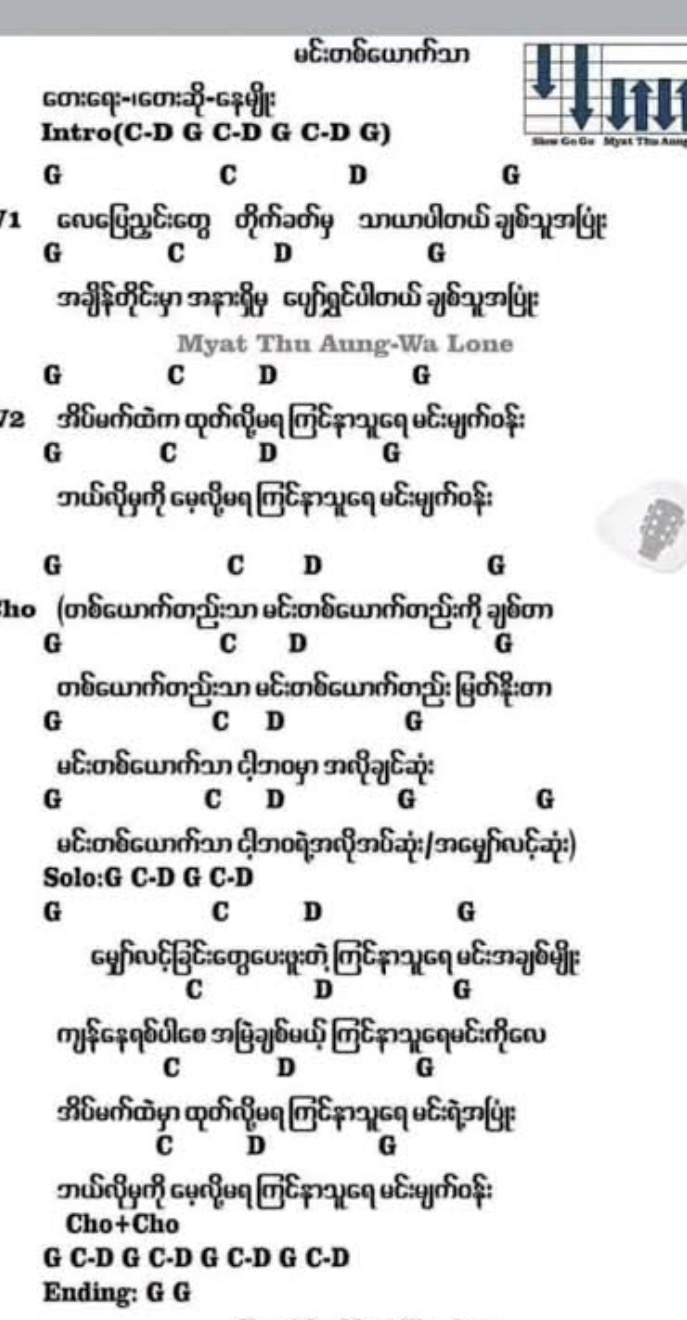 မင်းတစ်ယောက်သာ
တေးရေး-၊တေးဆို-နေမျိုး
Intro(C-D G C-D G C-D G)
Slow GoGo Myat Thu Aung
G C D G
V1 လေပြေညှင်းတွေ တိုက်ခတ်မှ သာယာပါတယ် ချစ်သူအပြုံး
G C D G
အချိန်တိုင်းမှာ အနားရှိမှ ပျော်ရွှင်ပါတယ် ချစ်သူအပြုံး
Myat Thu Aung-Wa Lone
G C D G
V2 အိပ်မက်ထဲက ထုတ်လို့မရ ကြင်နာသူရေ မင်းမျက်ဝန်း
G C D G
ဘယ်လိုမှကို မေ့လို့မရ ကြင်နာသူရေ မင်းမျက်ဝန်း
G C D G
Cho (တစ်ယောက်တည်းသာ မင်းတစ်ယောက်တည်းကို ချစ်တာ
G C D G
တစ်ယောက်တည်းသာ မင်းတစ်ယောက်တည်း မြတ်နိုးတာ
G C D G
မင်းတစ်ယောက်သာ ငါ့ဘဝမှာ အလိုချင်ဆုံး
G C D G G
မင်းတစ်ယောက်သာ ငါ့ဘဝရဲ့အလိုအပ်ဆုံး/အမျှော်လင့်ဆုံး)
Solo:G C-D G C-D
G C D G
မျှော်လင့်ခြင်းတွေပေးဖူးတဲ့ ကြင်နာသူရေ မင်းအချစ်မျိုး
C D G
ကျန်နေရစ်ပါစေ အမြဲချစ်မယ့် ကြင်နာသူရေမင်းကိုလေ
C D G
အိပ်မက်ထဲမှာ ထုတ်လို့မရ ကြင်နာသူရေ မင်းရဲ့အပြုံး
C D G
ဘယ်လိုမှကို မေ့လို့မရ ကြင်နာသူရေ မင်းမျက်ဝန်း
Cho+Cho
G C-D G C-D G C-D G C-D
Ending: G G